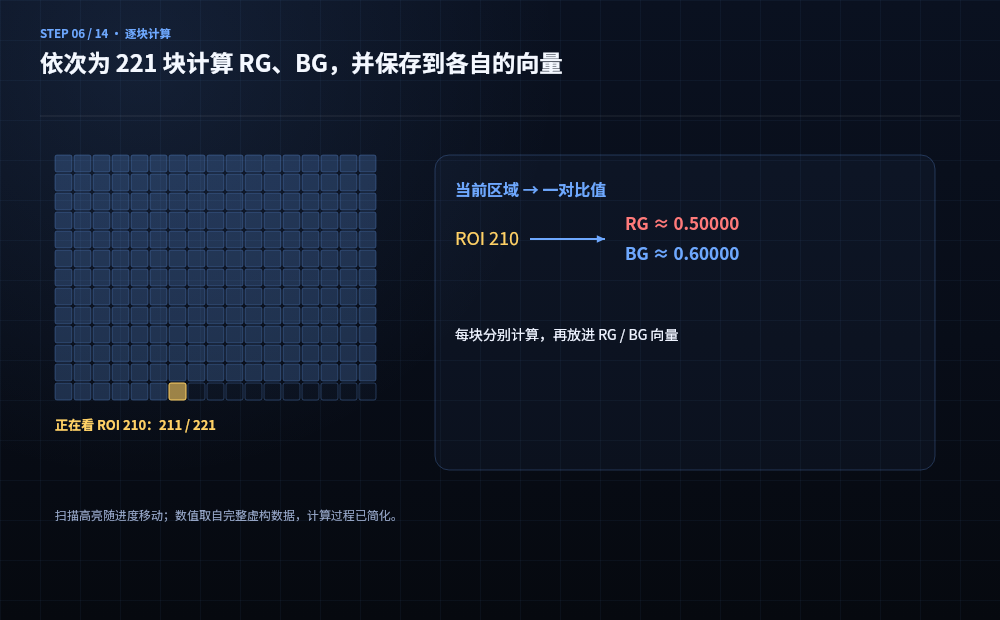 STEP 06 / 14 · 逐块计算
依次为 221 块计算 RG、BG，并保存到各自的向量
当前区域 → 一对比值
ROI 210
RG ≈ 0.50000
BG ≈ 0.60000
每块分别计算，再放进 RG / BG 向量
正在看 ROI 210：211 / 221
扫描高亮随进度移动；数值取自完整虚构数据，计算过程已简化。